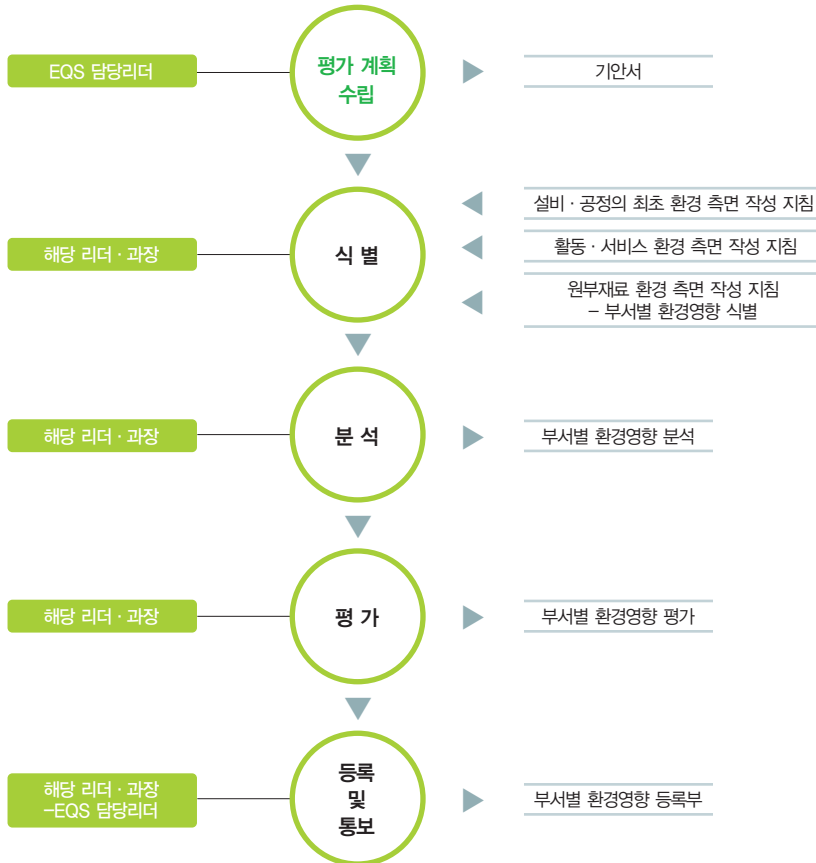 EQS 담당리더
평가 계획
수립
기안서
해당 리더 · 과장
식 별
설비 · 공정의 최초 환경 측면 작성 지침
활동 · 서비스 환경 측면 작성 지침
원부재료 환경 측면 작성 지침
– 부서별 환경영향 식별
해당 리더 · 과장
분 석
부서별 환경영향 분석
해당 리더 · 과장
평 가
부서별 환경영향 평가
해당 리더 · 과장
–EQS 담당리더
등록
및
통보
부서별 환경영향 등록부